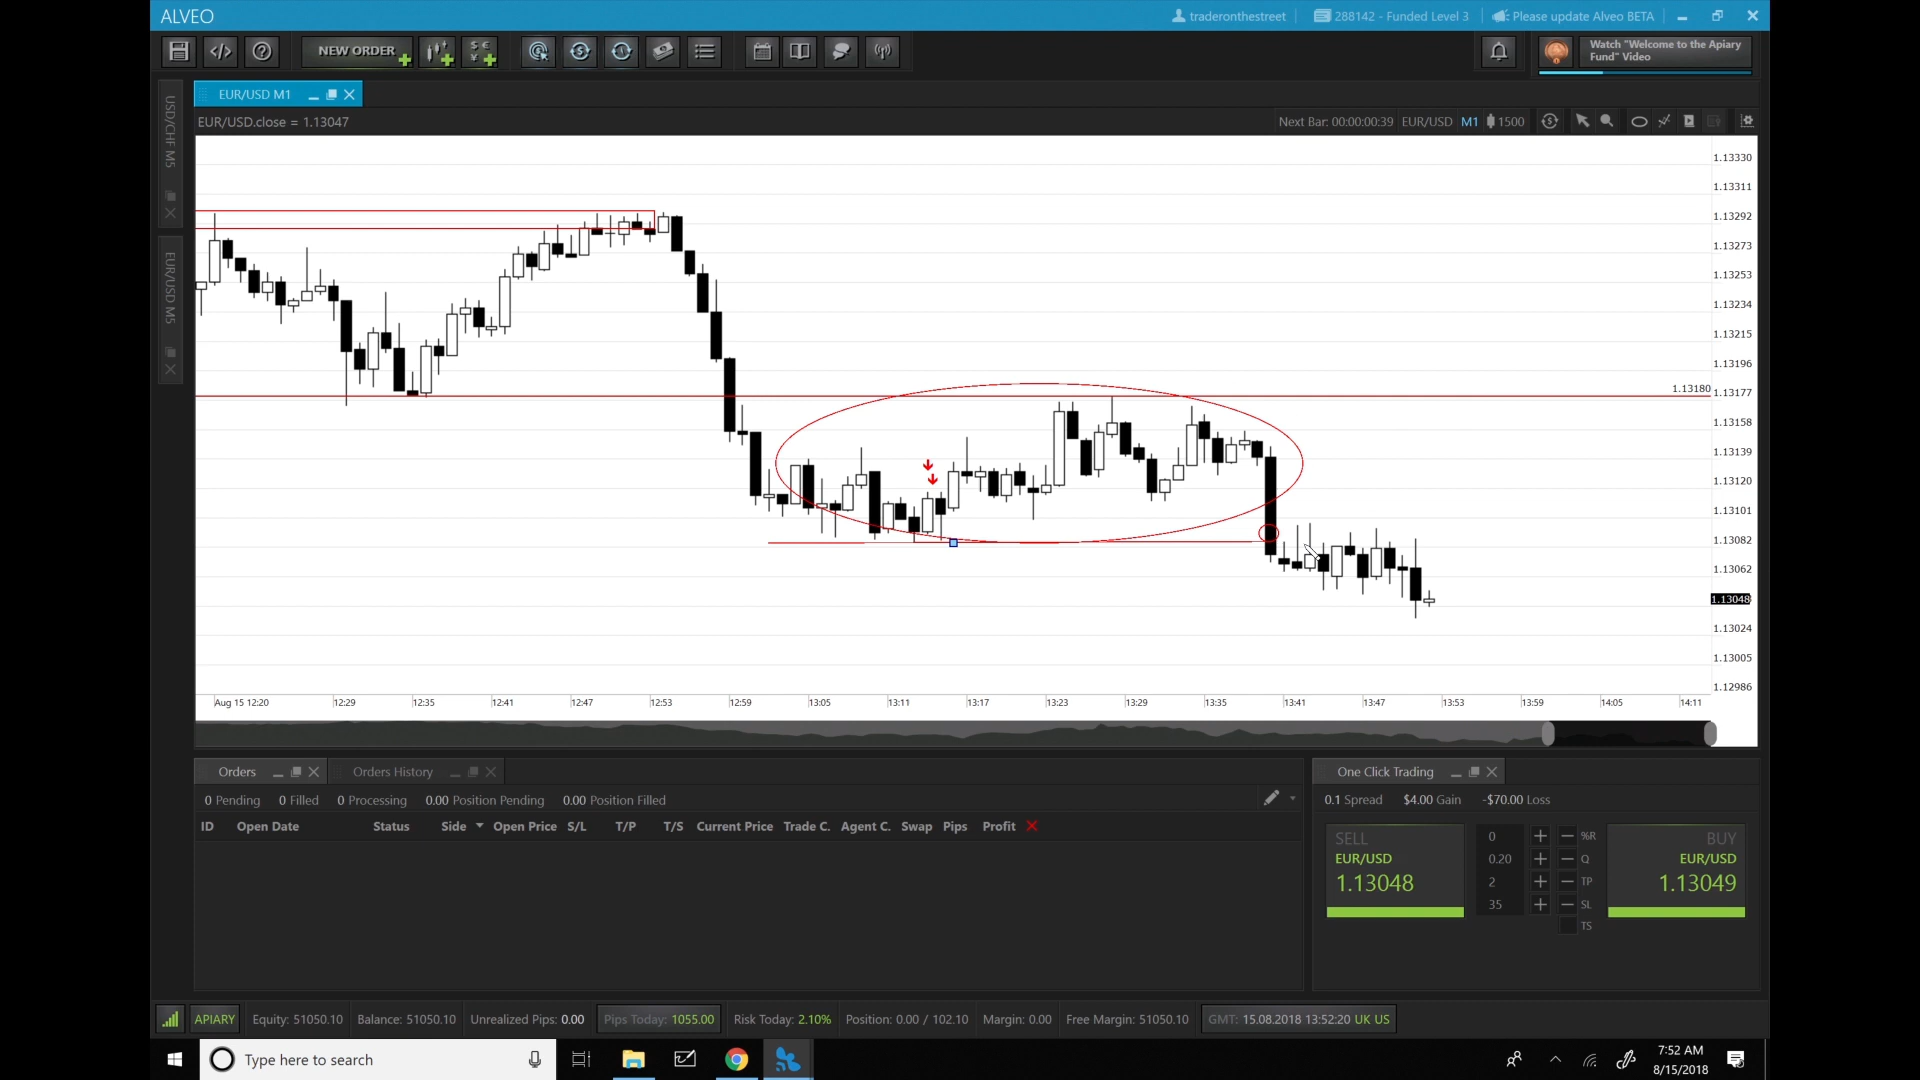 ALVEO
traderonthestreet
288142 - Funded Level 3
Please update Alveo BETA
NEW ORDER
Watch "Welcome to the Apiary
Fund" Video
USD/CHF M5
EUR/USD M5
EUR/USD M1
EUR/USD.close = 1.13047
Next Bar: 00:00:00:39 EUR/USD M1 1500
1.13330
1.13311
1.13292
1.13273
1.13253
1.13234
1.13215
1.13196
1.13180
1.13177
1.13158
1.13139
1.13120
1.13101
1.13082
1.13062
1.13048
1.13024
1.13005
1.12986
Aug 15 12:20 12:29 12:35 12:41 12:47 12:53 12:59 13:05 13:11 13:17 13:23 13:29 13:35 13:41 13:47 13:53 13:59 14:05 14:11
Orders
Orders History
0 Pending 0 Filled 0 Processing 0.00 Position Pending 0.00 Position Filled
ID Open Date Status Side Open Price S/L T/P T/S Current Price Trade C. Agent C. Swap Pips Profit
One Click Trading
0.1 Spread $4.00 Gain -$70.00 Loss
SELL
EUR/USD
1.13048
0 %R
0.20 Q
2 TP
35 SL
TS
BUY
EUR/USD
1.13049
APIARY Equity: 51050.10 Balance: 51050.10 Unrealized Pips: 0.00 Pips Today: 1055.00 Risk Today: 2.10% Position: 0.00 / 102.10 Margin: 0.00 Free Margin: 51050.10 GMT: 15.08.2018 13:52:20 UK US
Type here to search
7:52 AM
8/15/2018